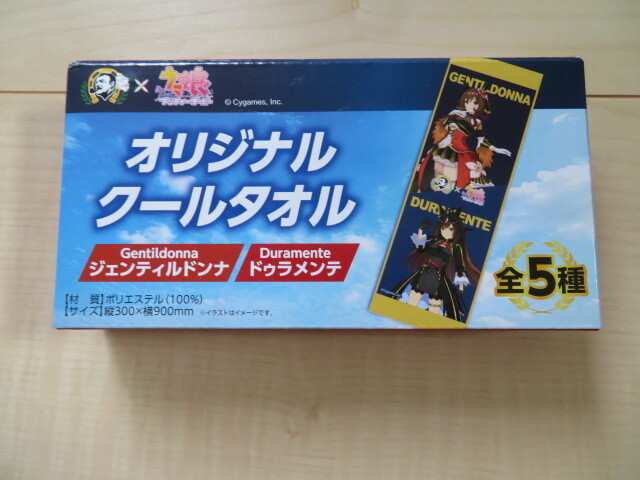 × ウマ娘
© Cygames, Inc.
オリジナル
クールタオル
Gentildonna
ジェンティルドンナ
Duramente
ドゥラメンテ
【材 質】ポリエステル(100%)
【サイズ】縦300×横900mm ※イラストはイメージです。
GENTILDONNA
DURAMENTE
全5種